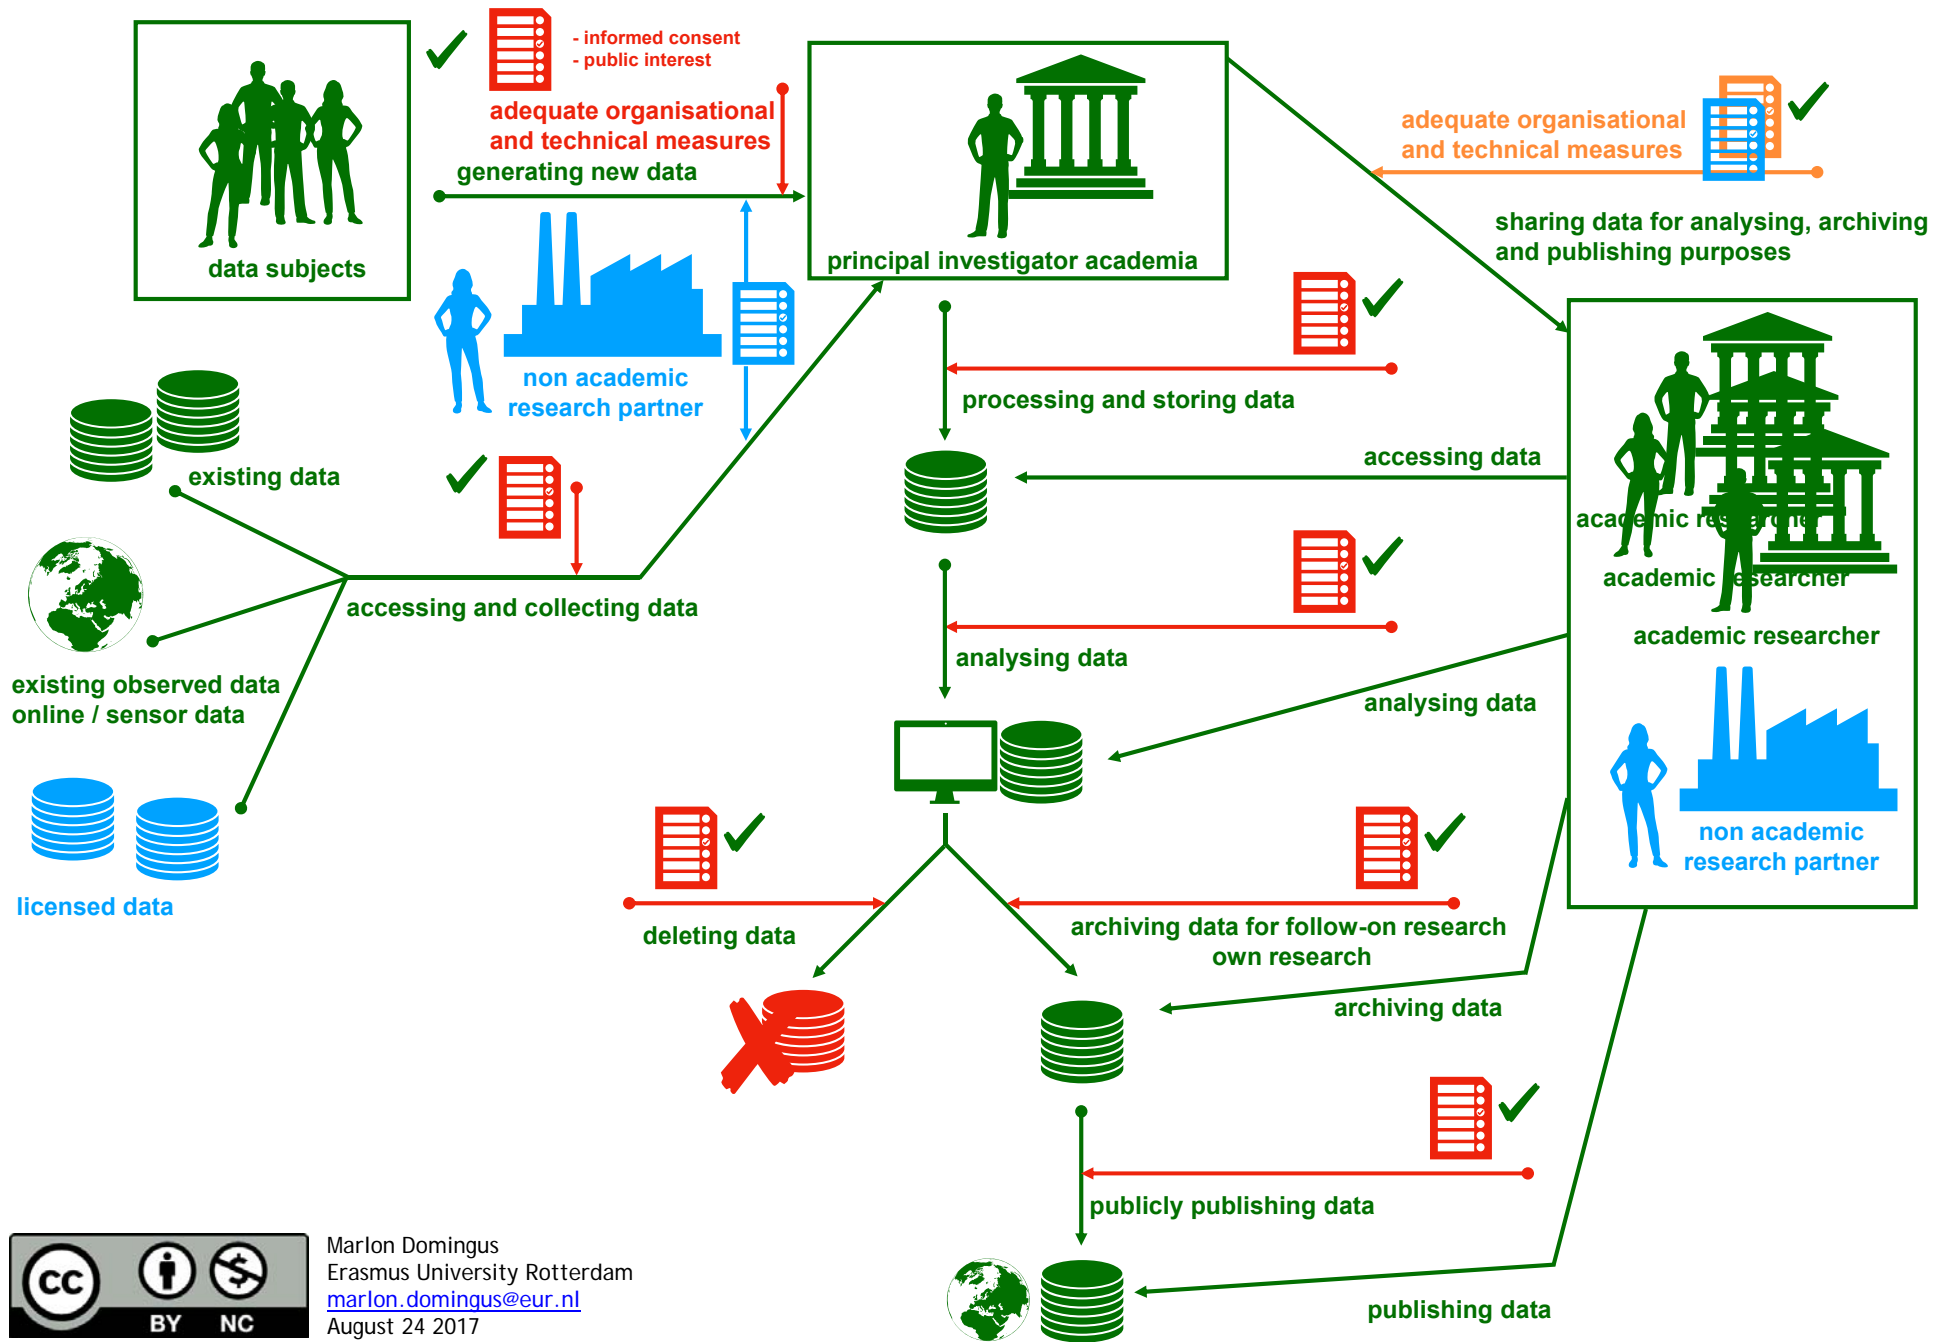 - informed consent
- public interest
adequate organisational
and technical measures
generating new data
data subjects
principal investigator academia
adequate organisational
and technical measures
sharing data for analysing, archiving
and publishing purposes
non academic
research partner
processing and storing data
existing data
accessing data
accessing and collecting data
academic researcher
academic researcher
academic researcher
existing observed data
online / sensor data
analysing data
analysing data
non academic
research partner
licensed data
deleting data
archiving data for follow-on research
own research
archiving data
publicly publishing data
publishing data
cc
BY NC
Marlon Domingus
Erasmus University Rotterdam
marlon.domingus@eur.nl
August 24 2017